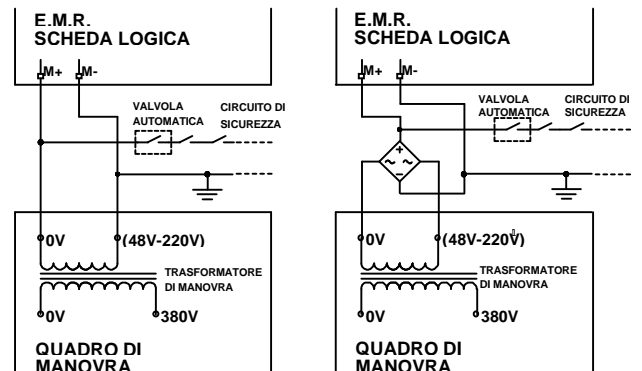 E.M.R.
SCHEDA LOGICA
M+ M-
VALVOLA
AUTOMATICA
CIRCUITO DI
SICUREZZA
0V (48V-220V)
TRASFORMATORE
DI MANOVRA
0V 380V
QUADRO DI
MANOVRA
E.M.R.
SCHEDA LOGICA
M+ M-
VALVOLA
AUTOMATICA
CIRCUITO DI
SICUREZZA
+
~ ~
-
0V (48V-220V)
TRASFORMATORE
DI MANOVRA
0V 380V
QUADRO DI
MANOVRA